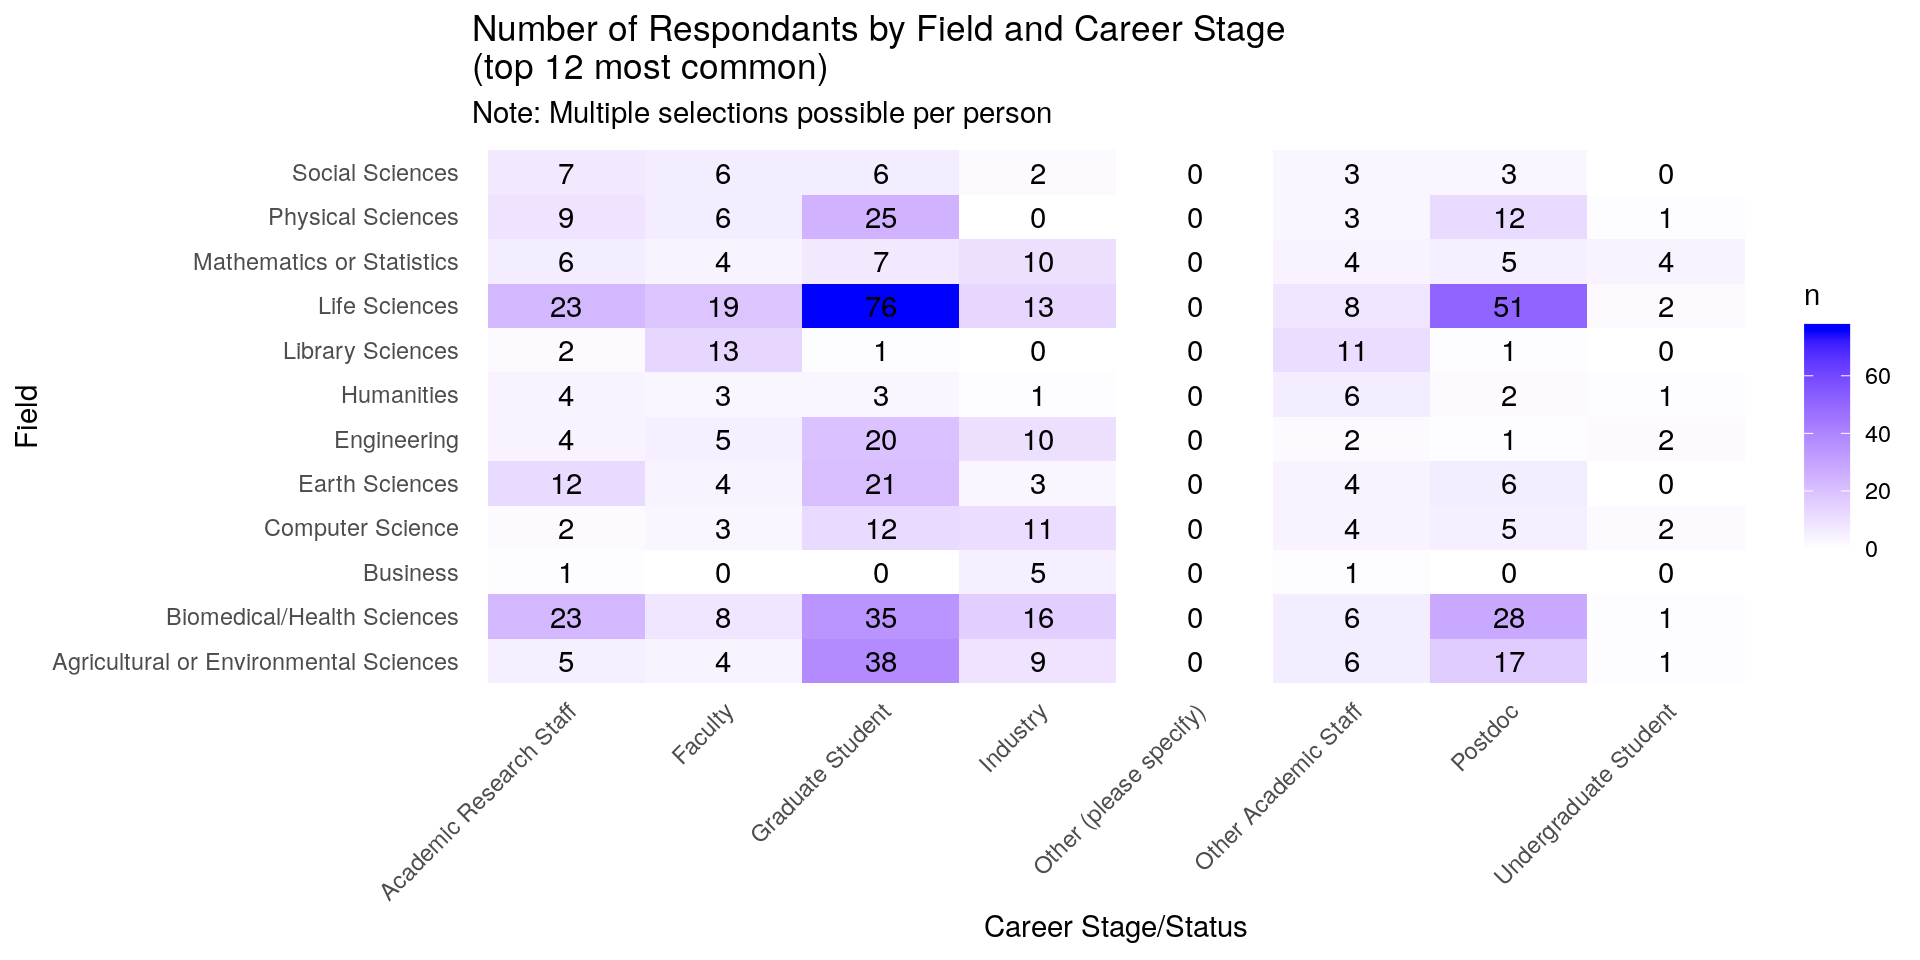 Number of Respondants by Field and Career Stage
(top 12 most common)
Note: Multiple selections possible per person
Social Sciences 7 6 6 2 0 3 3 0
Physical Sciences 9 6 25 0 0 3 12 1
Mathematics or Statistics 6 4 7 10 0 4 5 4
Life Sciences 23 19 76 13 0 8 51 2
Library Sciences 2 13 1 0 0 11 1 0
Humanities 4 3 3 1 0 6 2 1
Engineering 4 5 20 10 0 2 1 2
Earth Sciences 12 4 21 3 0 4 6 0
Computer Science 2 3 12 11 0 4 5 2
Business 1 0 0 5 0 1 0 0
Biomedical/Health Sciences 23 8 35 16 0 6 28 1
Agricultural or Environmental Sciences 5 4 38 9 0 6 17 1
Field
Academic Research Staff
Faculty
Graduate Student
Industry
Other (please specify)
Other Academic Staff
Postdoc
Undergraduate Student
Career Stage/Status
n
60
40
20
0